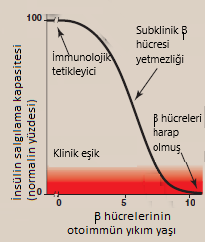 100
Subklinik β
hücresi
yetmezliği
İmmunolojik
tetikleyici
β hücreleri
harap
olmuş
Klinik eşik
İnsülin salgılama kapasitesi
(normalin yüzdesi)
0
0 5 10
β hücrelerinin
otoimmün yıkım yaşı